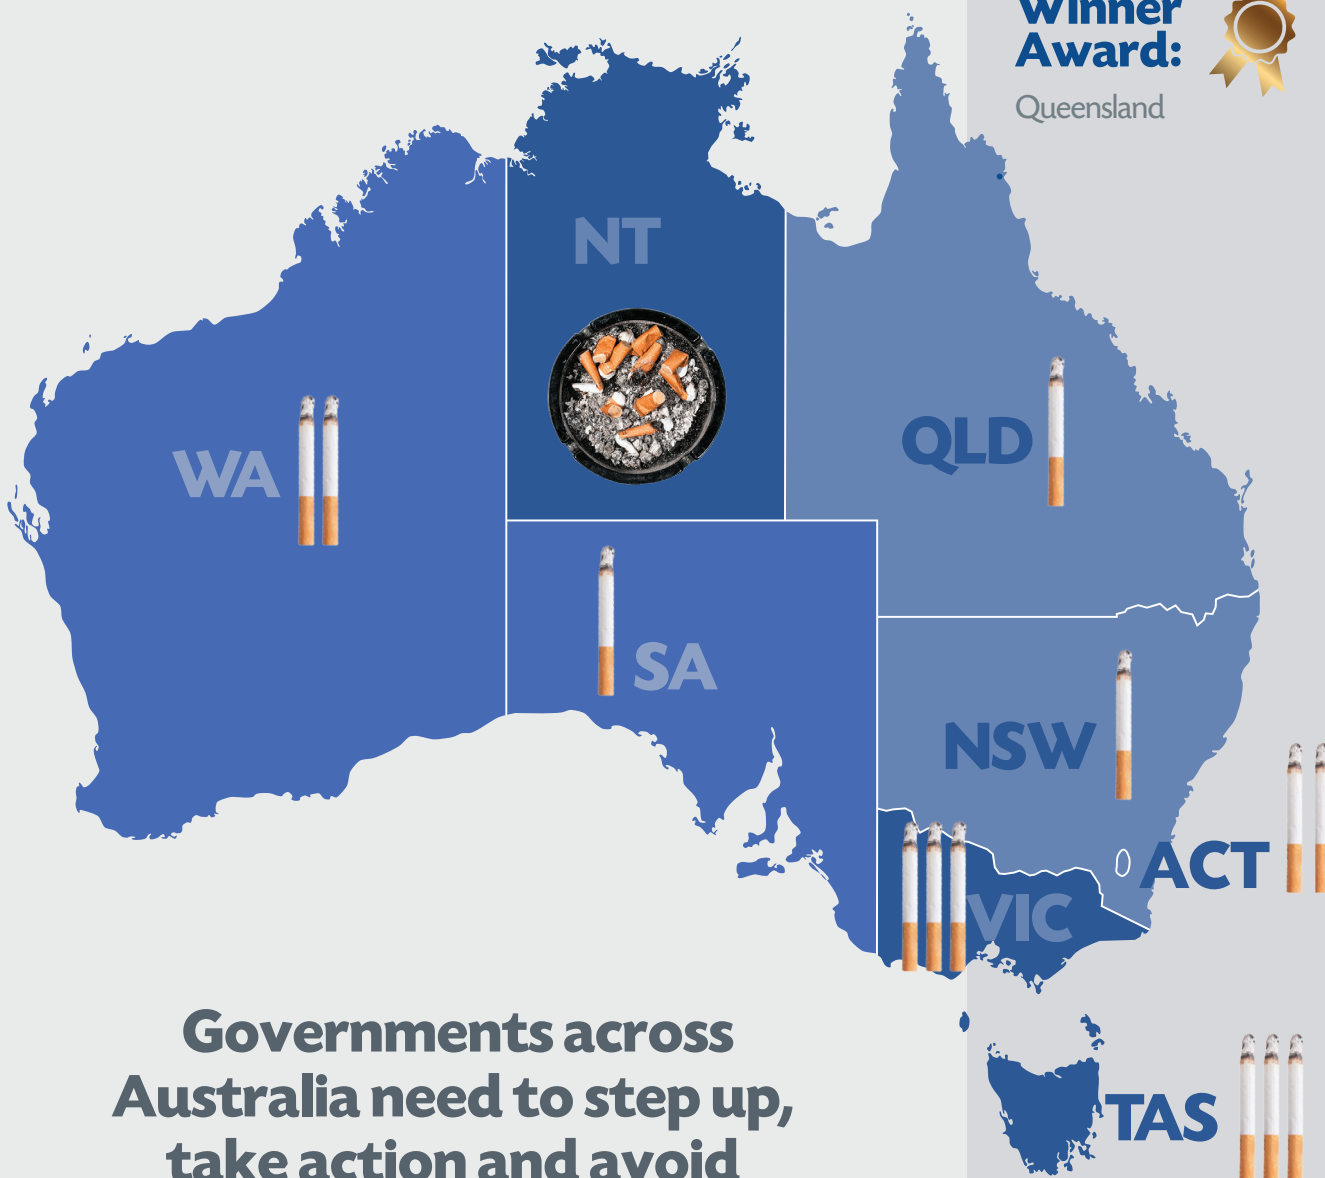 Winner
Award:
Queensland
NT
QLD
WA
SA
NSW
ACT
VIC
TAS
Governments across
Australia need to step up,
take action and avoid